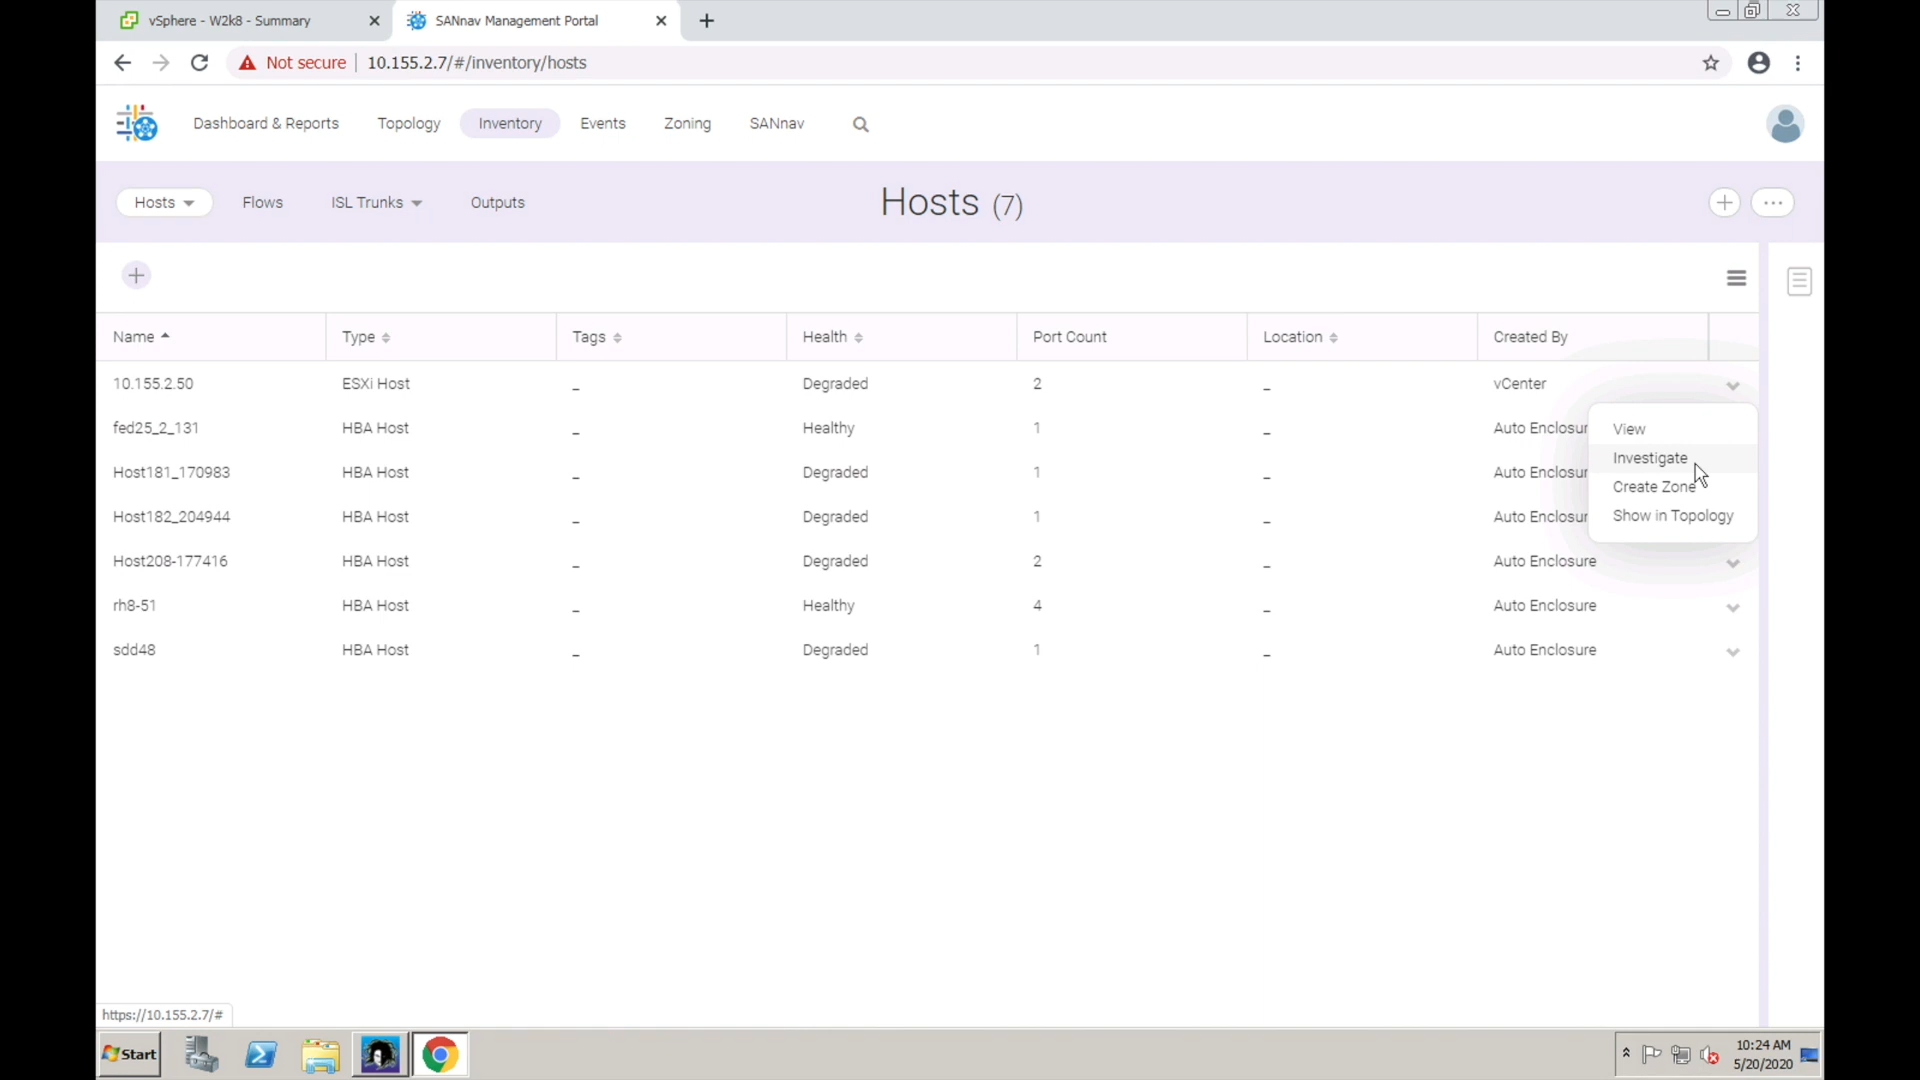 vSphere - W2k8 - Summary
SANnav Management Portal
Not secure
10.155.2.7/#/inventory/hosts
Dashboard & Reports
Topology
Inventory
Events
Zoning
SANnav
Hosts
Flows
ISL Trunks
Outputs
Hosts (7)
Name Type Tags Health Port Count Location Created By
10.155.2.50 ESXi Host _ Degraded 2 _ vCenter
fed25_2_131 HBA Host _ Healthy 1 _ Auto Enclosur
Host181_170983 HBA Host _ Degraded 1 _ Auto Enclosur
Host182_204944 HBA Host _ Degraded 1 _ Auto Enclosur
Host208-177416 HBA Host _ Degraded 2 _ Auto Enclosure
rh8-51 HBA Host _ Healthy 4 _ Auto Enclosure
sdd48 HBA Host _ Degraded 1 _ Auto Enclosure
View
Investigate
Create Zone
Show in Topology
https://10.155.2.7/#
Start
10:24 AM
5/20/2020